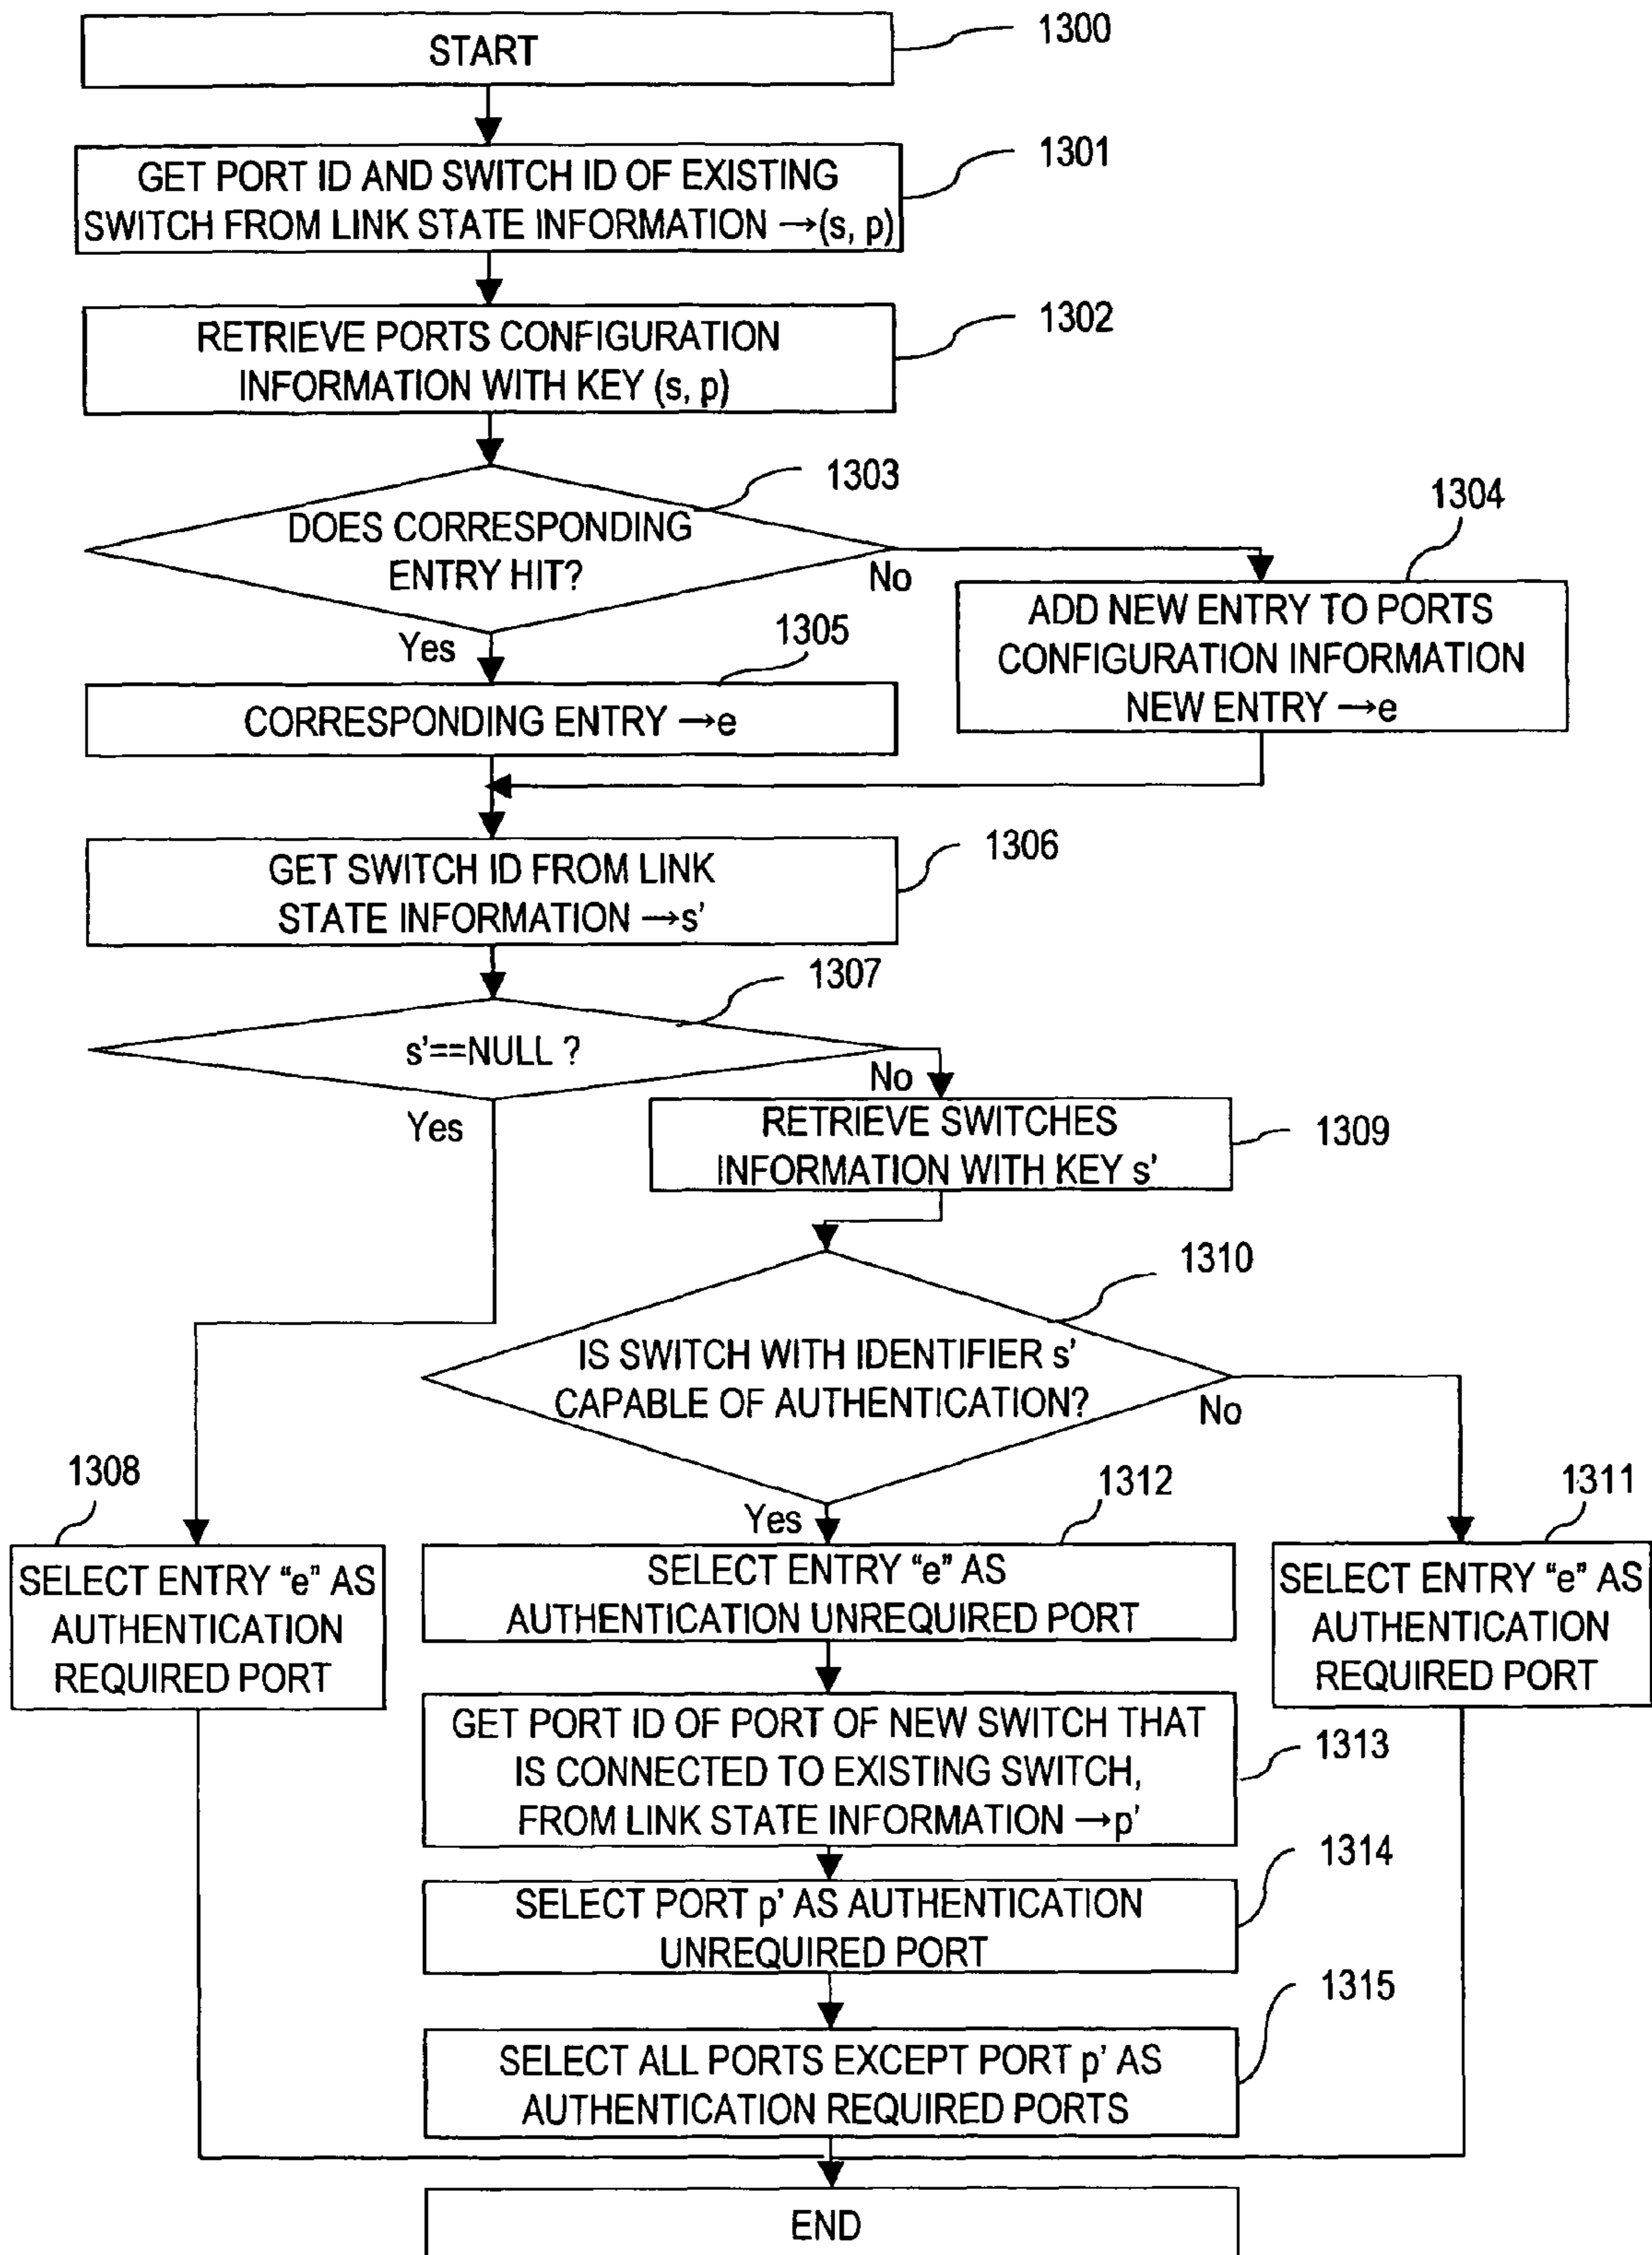 START
1300
GET PORT ID AND SWITCH ID OF EXISTING
SWITCH FROM LINK STATE INFORMATION →(s, p)
1301
RETRIEVE PORTS CONFIGURATION
INFORMATION WITH KEY (s, p)
1302
1303
DOES CORRESPONDING
ENTRY HIT?
No
Yes
1304
ADD NEW ENTRY TO PORTS
CONFIGURATION INFORMATION
NEW ENTRY →e
1305
CORRESPONDING ENTRY →e
1306
GET SWITCH ID FROM LINK
STATE INFORMATION →s'
1307
s'==NULL ?
No
Yes
RETRIEVE SWITCHES
INFORMATION WITH KEY s'
1309
1310
IS SWITCH WITH IDENTIFIER s'
CAPABLE OF AUTHENTICATION?
No
Yes
1308
SELECT ENTRY “e” AS
AUTHENTICATION
REQUIRED PORT
1312
SELECT ENTRY “e” AS
AUTHENTICATION UNREQUIRED PORT
1311
SELECT ENTRY “e” AS
AUTHENTICATION
REQUIRED PORT
GET PORT ID OF PORT OF NEW SWITCH THAT
IS CONNECTED TO EXISTING SWITCH,
FROM LINK STATE INFORMATION →p'
1313
1314
SELECT PORT p' AS AUTHENTICATION
UNREQUIRED PORT
1315
SELECT ALL PORTS EXCEPT PORT p' AS
AUTHENTICATION REQUIRED PORTS
END